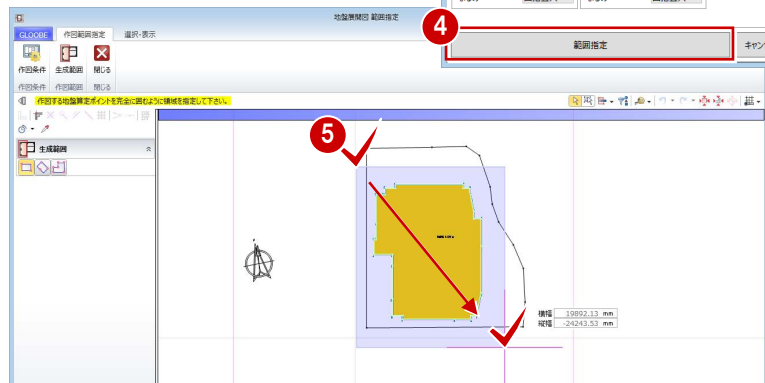 地盤展開図 範囲指定
GLOOBE 作図範囲指定 選択・表示
4
範囲指定
キャン
作図条件 生成範囲 閉じる
作図条件 作図範囲 閉じる
作図する地盤算定ポイントを完全に囲むように領域を指定して下さい。
生成範囲
5
横幅 19892.13 mm
縦幅 -24243.53 mm